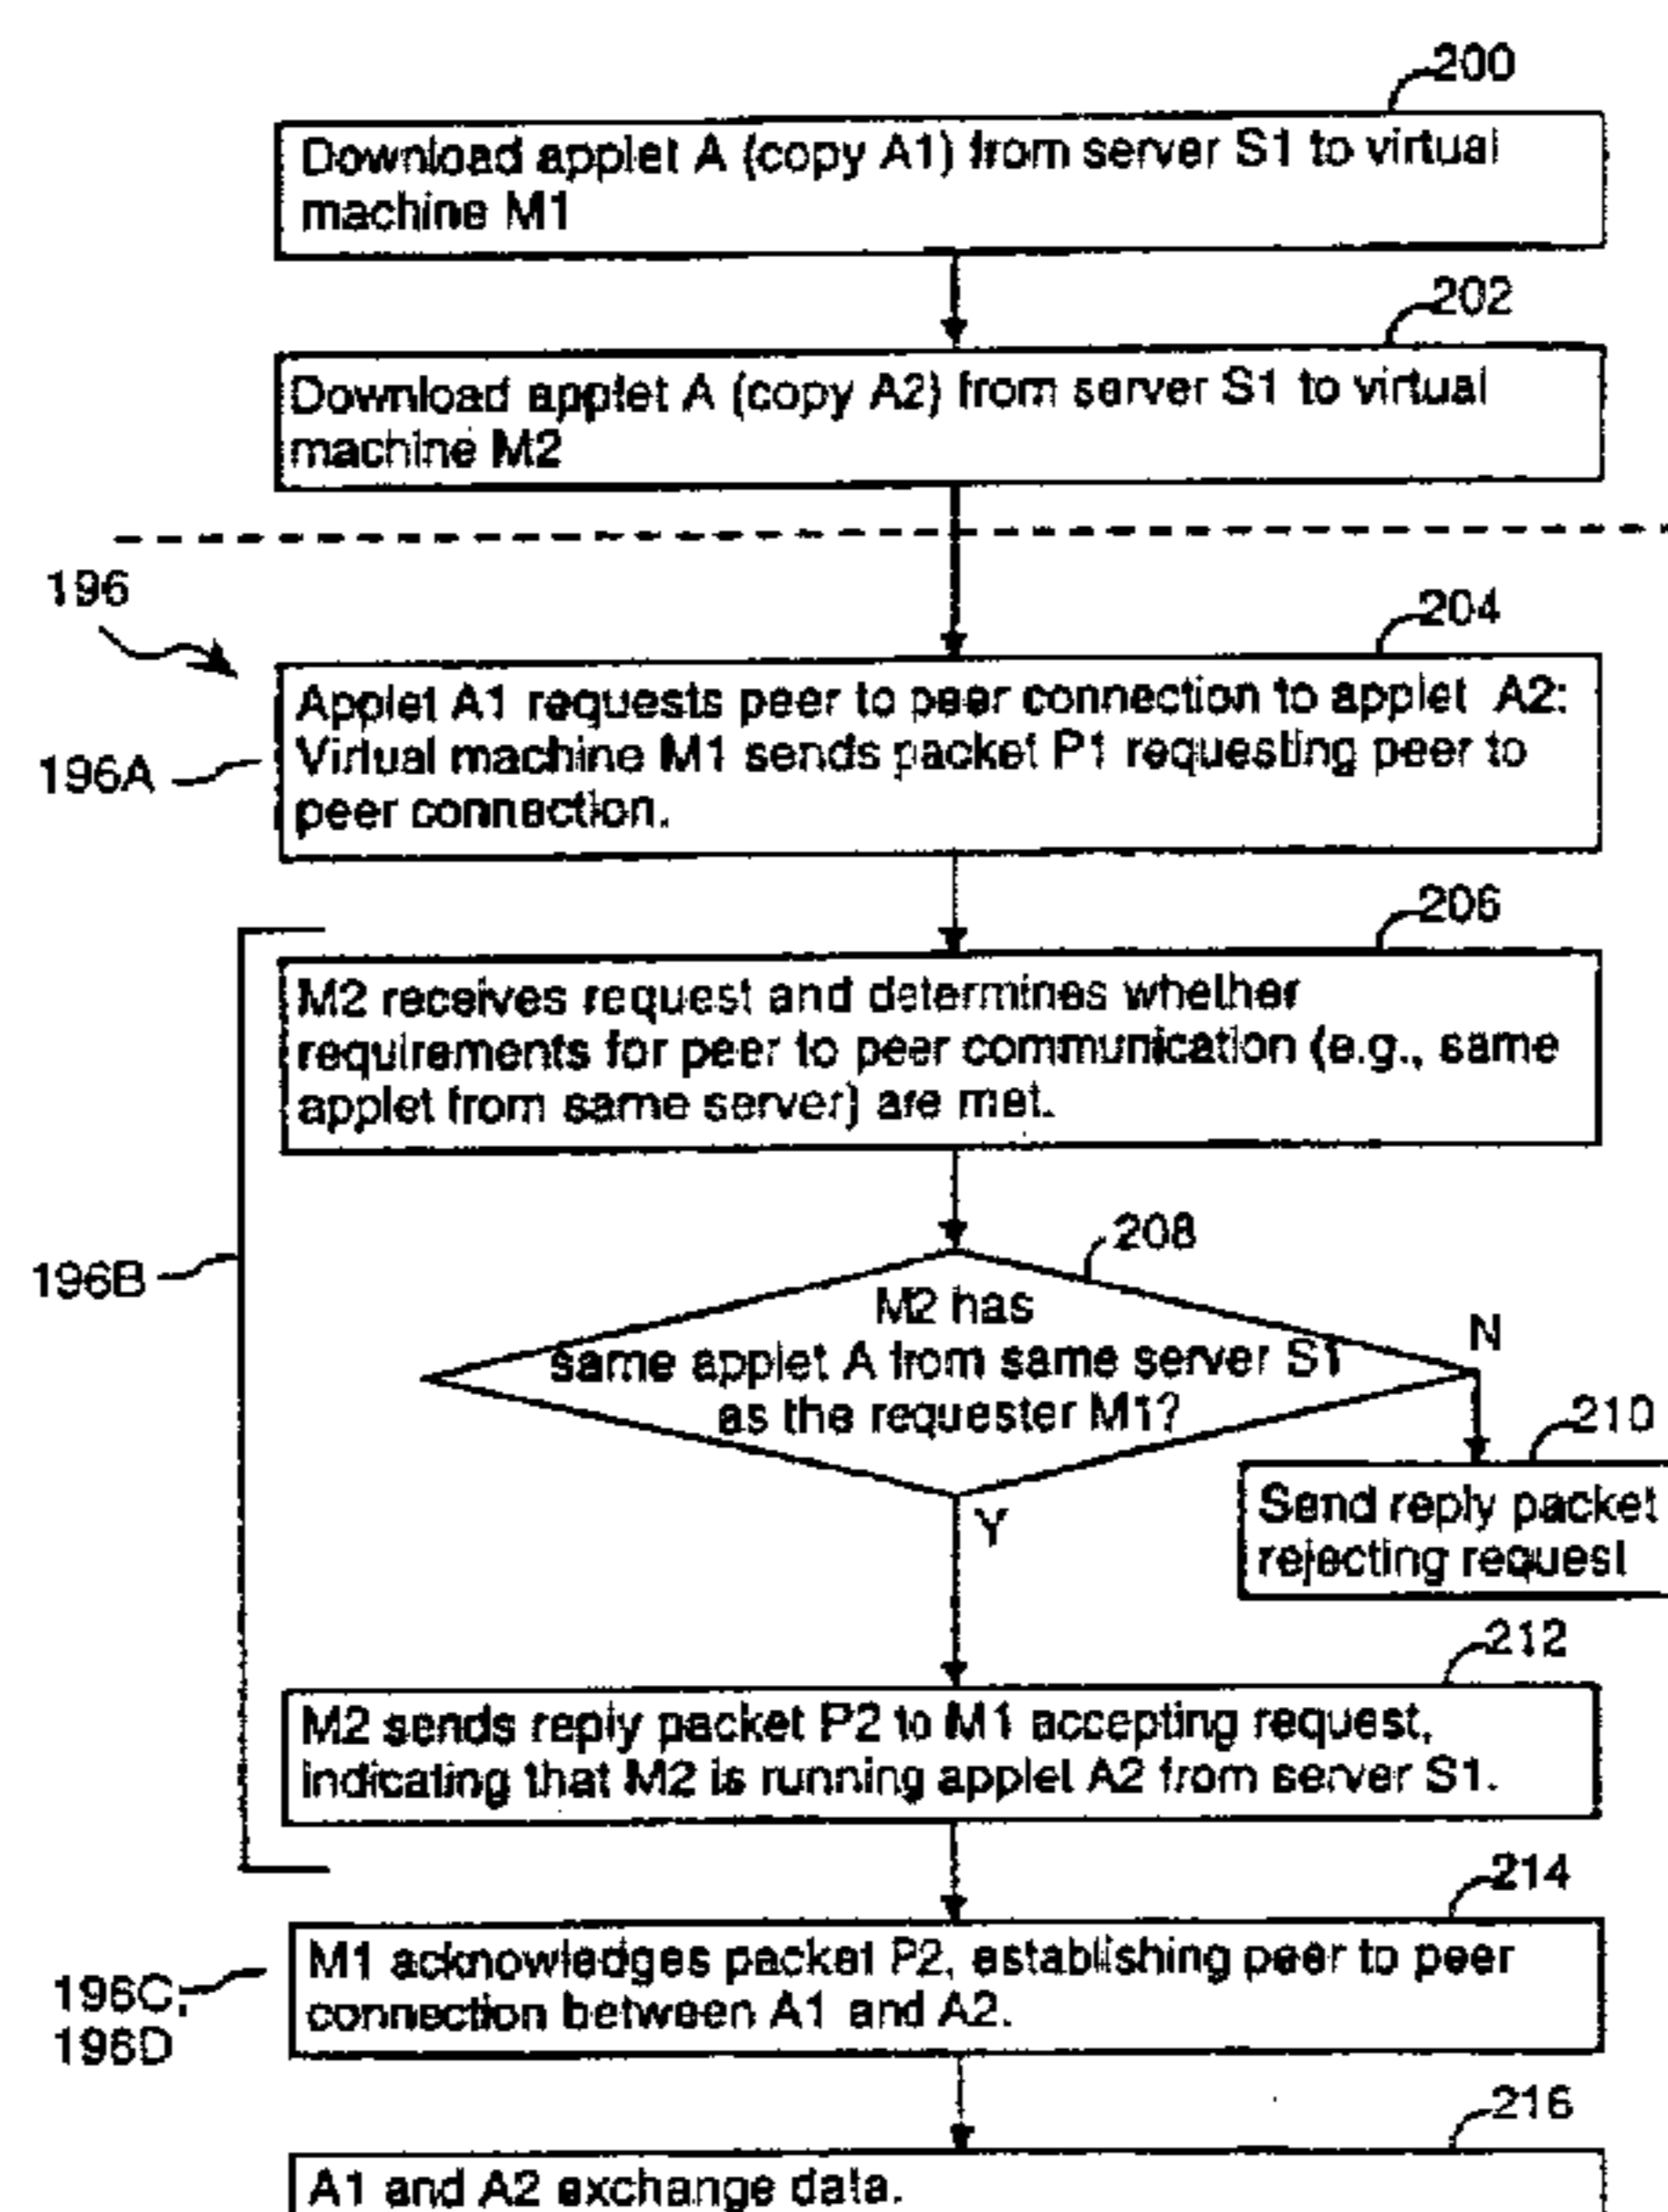 200
Download applet A (copy A1) from server S1 to virtual
machine M1
202
Download applet A (copy A2) from server S1 to virtual
machine M2
196
204
Applet A1 requests peer to peer connection to applet A2:
Virtual machine M1 sends packet P1 requesting peer to
peer connection.
196A
206
M2 receives request and determines whether
requirements for peer to peer communication (e.g., same
applet from same server) are met.
196B
208
M2 has
same applet A from same server S1
as the requester M1?
N
Y
210
Send reply packet
rejecting request
212
M2 sends reply packet P2 to M1 accepting request,
indicating that M2 is running applet A2 from server S1.
214
M1 acknowledges packet P2, establishing peer to peer
connection between A1 and A2.
196C,
196D
216
A1 and A2 exchange data.